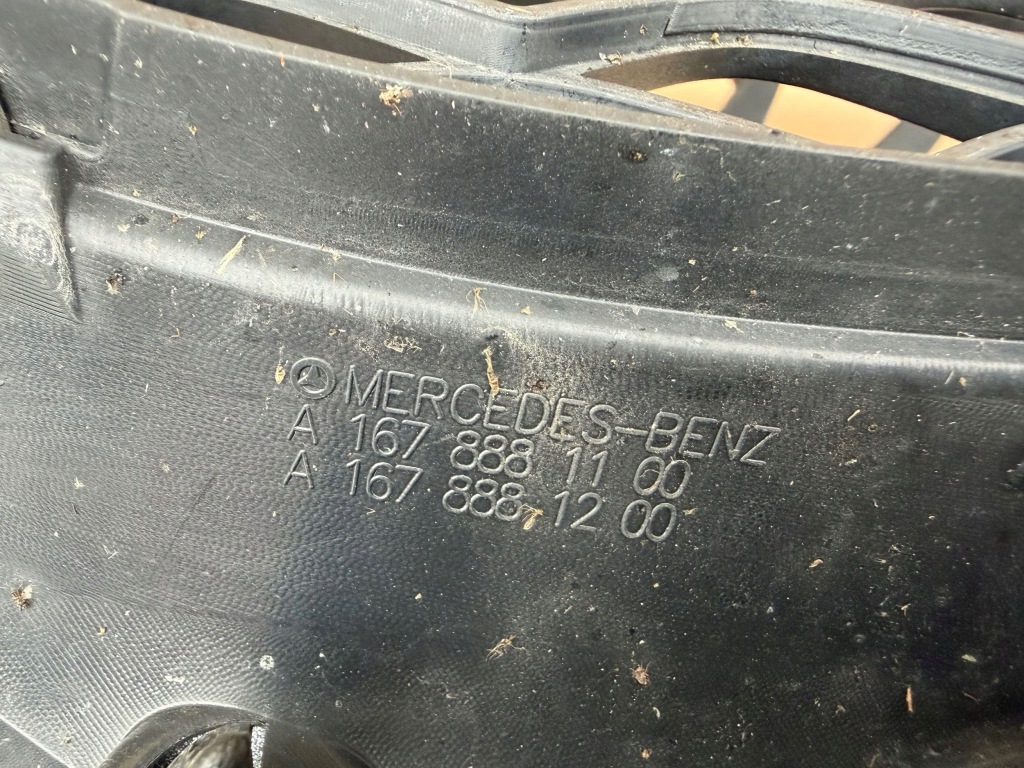 MERCEDES-BENZ
A 167 888 11 00
A 167 888 12 00